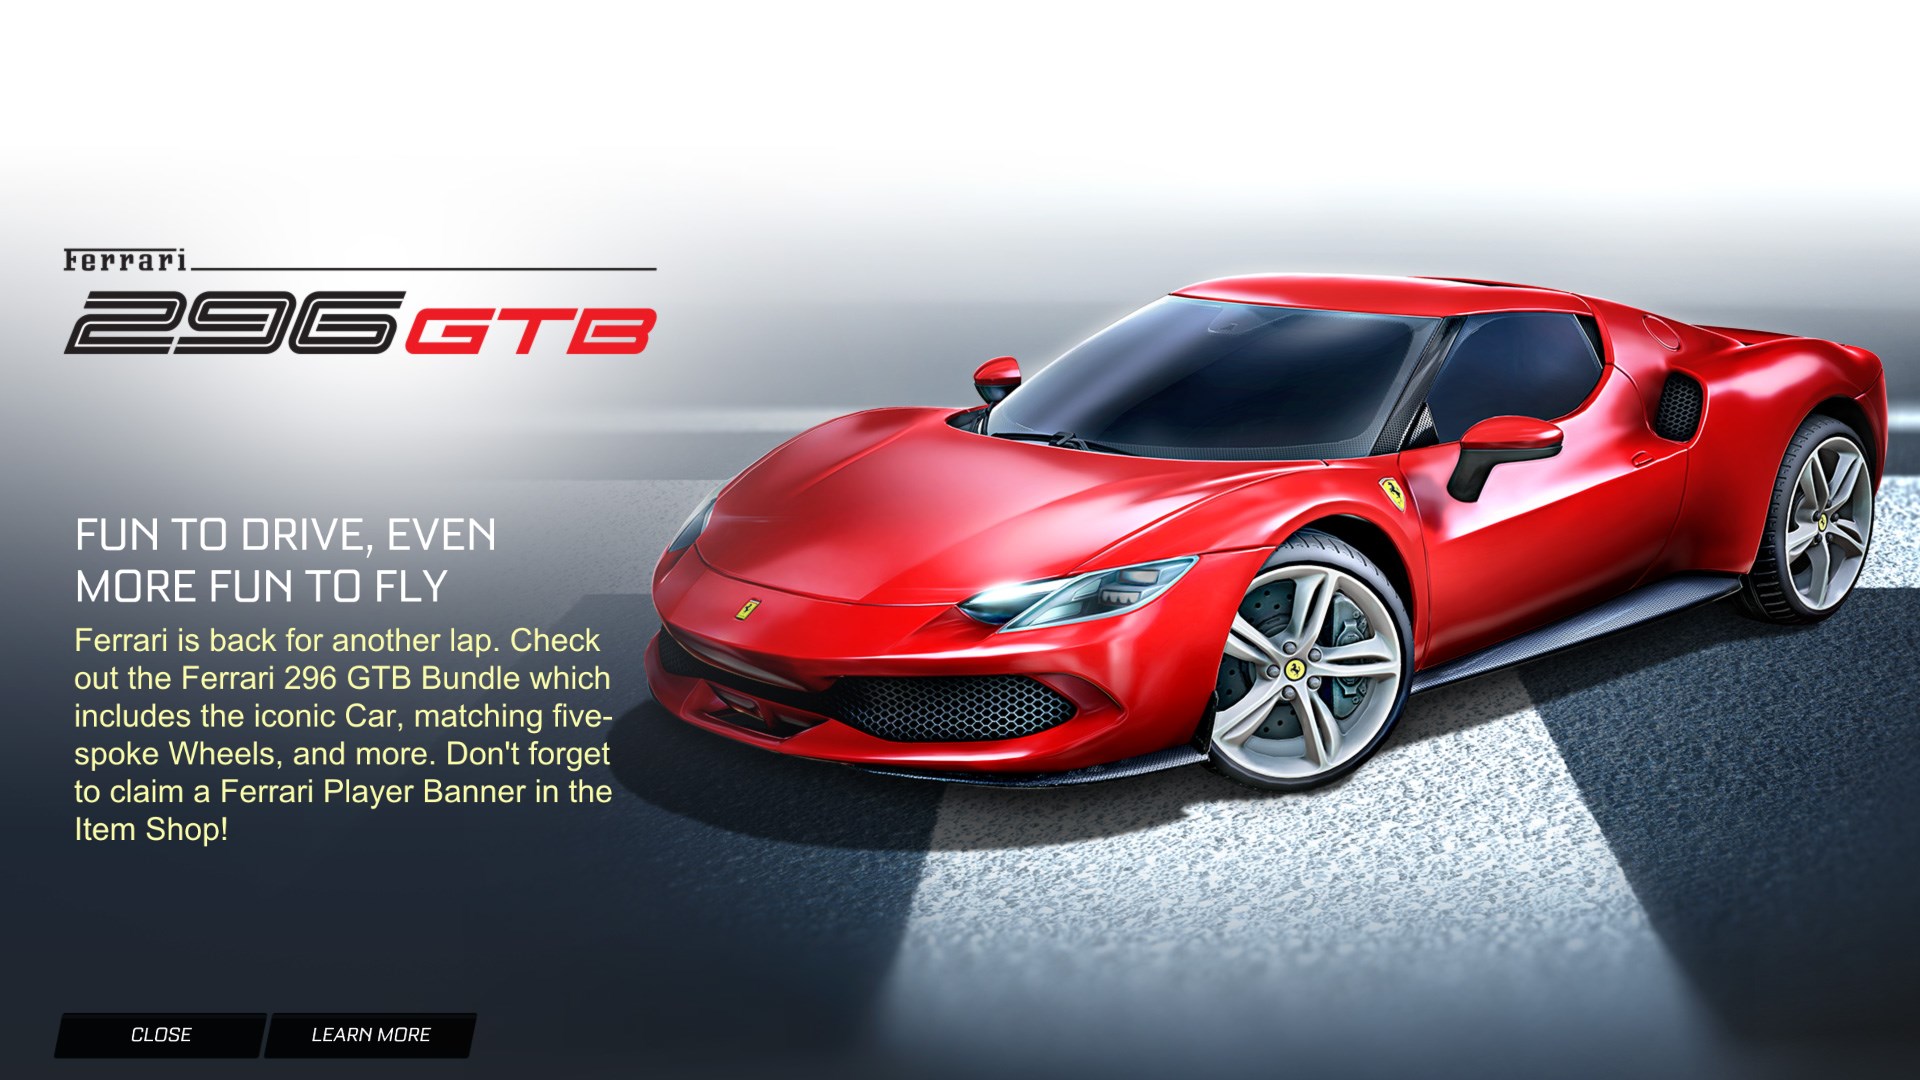 Ferrari
296 GTB
FUN TO DRIVE, EVEN
MORE FUN TO FLY
Ferrari is back for another lap. Check
out the Ferrari 296 GTB Bundle which
includes the iconic Car, matching five-
spoke Wheels, and more. Don't forget
to claim a Ferrari Player Banner in the
Item Shop!
CLOSE
LEARN MORE